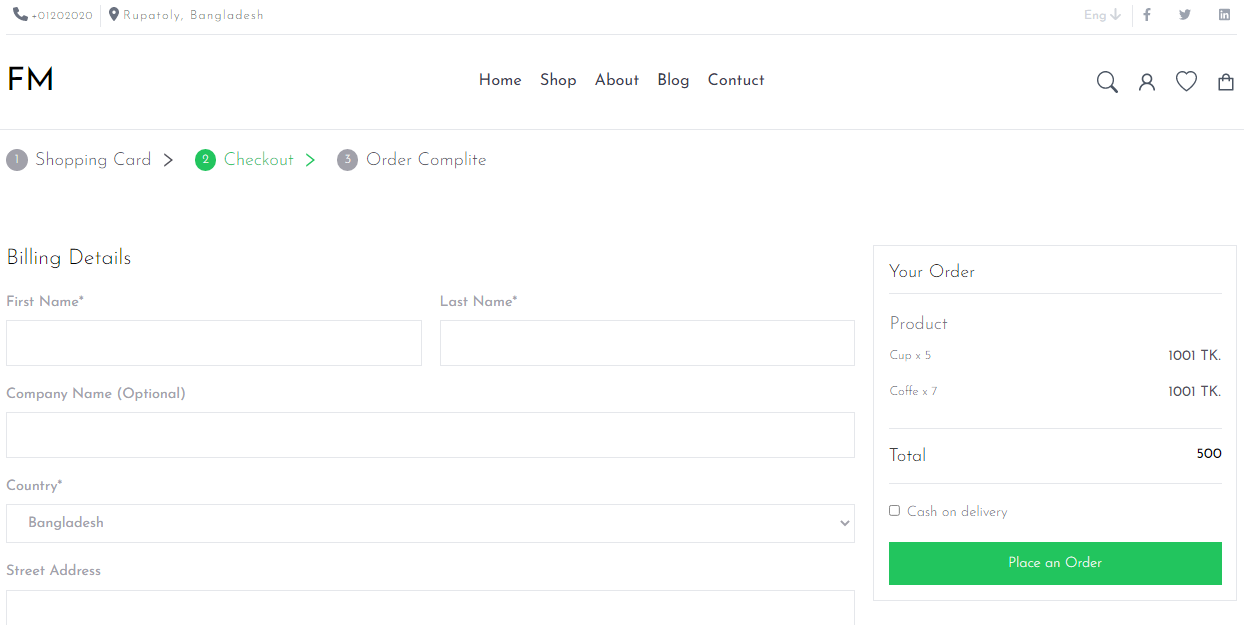 +01202020 Rupatoly, Bangladesh Eng
FM Home Shop About Blog Contuct
1 Shopping Card 2 Checkout 3 Order Complite
Billing Details
First Name* Last Name*
Company Name (Optional)
Country*
Bangladesh
Street Address
Your Order
Product
Cup x 5 1001 TK.
Coffe x 7 1001 TK.
Total 500
Cash on delivery
Place an Order